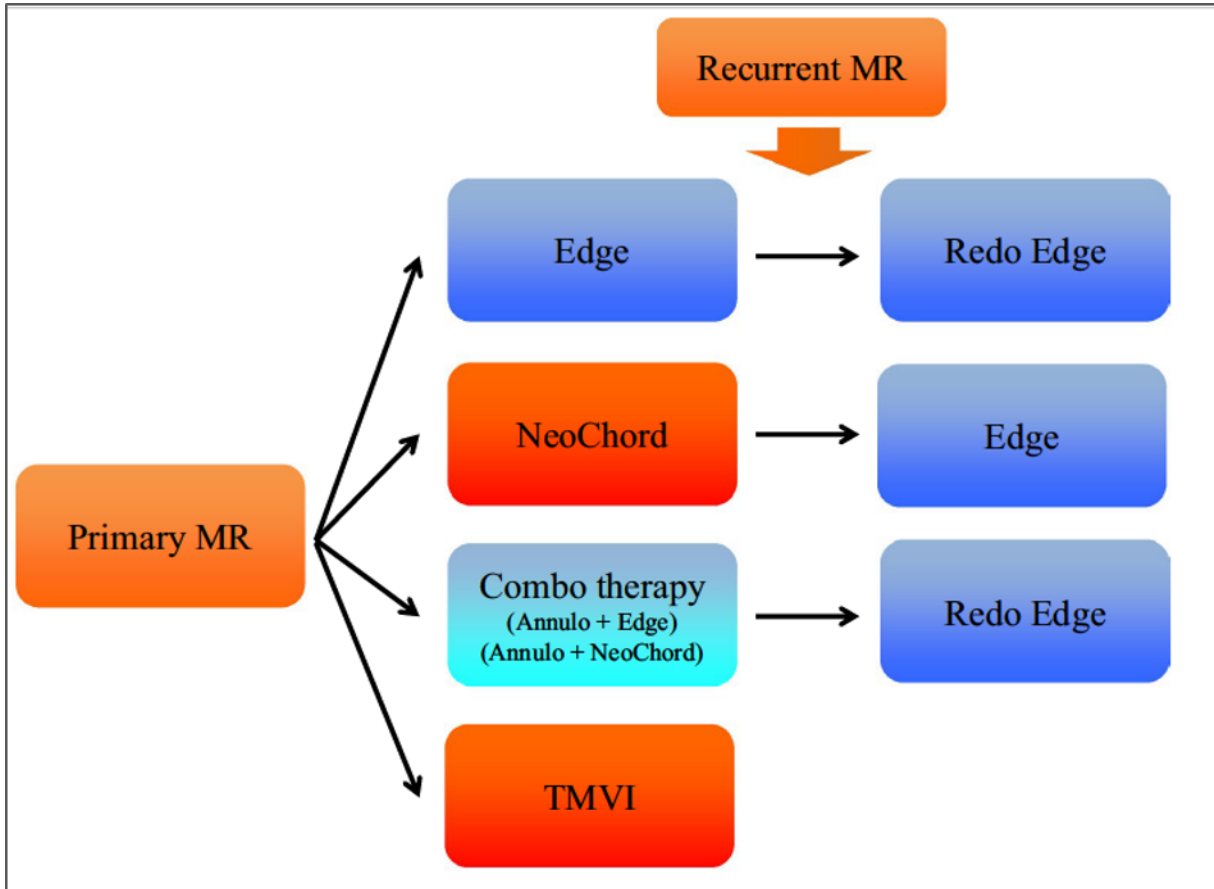 Recurrent MR
Edge
Redo Edge
NeoChord
Edge
Primary MR
Combo therapy
(Annulo + Edge)
(Annulo + NeoChord)
Redo Edge
TMVI